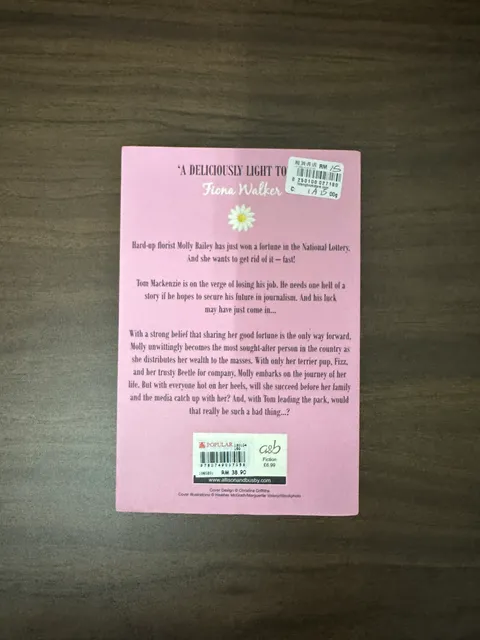 'A DELICIOUSLY LIGHT TO
Fiona Walker
RM 15
Hard-up florist Molly Bailey has just won a fortune in the National Lottery.
And she wants to get rid of it – fast!
Tom Mackenzie is on the verge of losing his job. He needs one hell of a
story if he hopes to secure his future in journalism. And his luck
may have just come in...
With a strong belief that sharing her good fortune is the only way forward,
Molly unwittingly becomes the most sought-after person in the country as
she distributes her wealth to the masses. With only her terrier pup, Fizz,
and her trusty Beetle for company, Molly embarks on the journey of her
life. But with everyone hot on her heels, will she succeed before her family
and the media catch up with her? And, with Tom leading the pack, would
that really be such a bad thing...?
POPULAR
RM 38.90
a&b
Fiction
£6.99
www.allisonandbusby.com
Cover Design © Christina Griffiths